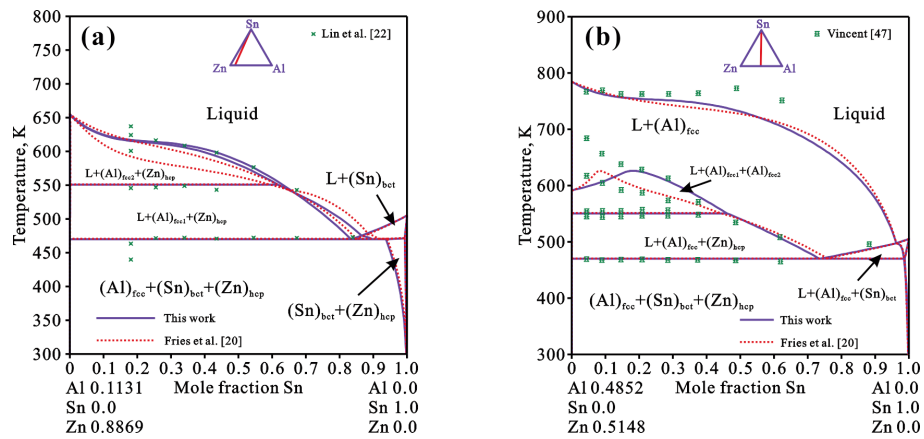 (a)
Sn
Zn
Al
× Lin et al. [22]
Liquid
L+(Al)fcc2+(Zn)hcp
L+(Sn)bct
L+(Al)fcc1+(Zn)hcp
(Al)fcc+(Sn)bct+(Zn)hcp
(Sn)bct+(Zn)hcp
This work
Fries et al. [20]
Temperature, K
800
750
700
650
600
550
500
450
400
350
300
0 0.1 0.2 0.3 0.4 0.5 0.6 0.7 0.8 0.9 1.0
Al 0.1131 Mole fraction Sn Al 0.0
Sn 0.0 Sn 1.0
Zn 0.8869 Zn 0.0
(b)
Sn
Zn
Al
Vincent [47]
Liquid
L+(Al)fcc
L+(Al)fcc1+(Al)fcc2
L+(Al)fcc+(Zn)hcp
L+(Al)fcc+(Sn)bct
(Al)fcc+(Sn)bct+(Zn)hcp
This work
Fries et al. [20]
Temperature, K
900
800
700
600
500
400
300
0 0.1 0.2 0.3 0.4 0.5 0.6 0.7 0.8 0.9 1.0
Al 0.4852 Mole fraction Sn Al 0.0
Sn 0.0 Sn 1.0
Zn 0.5148 Zn 0.0